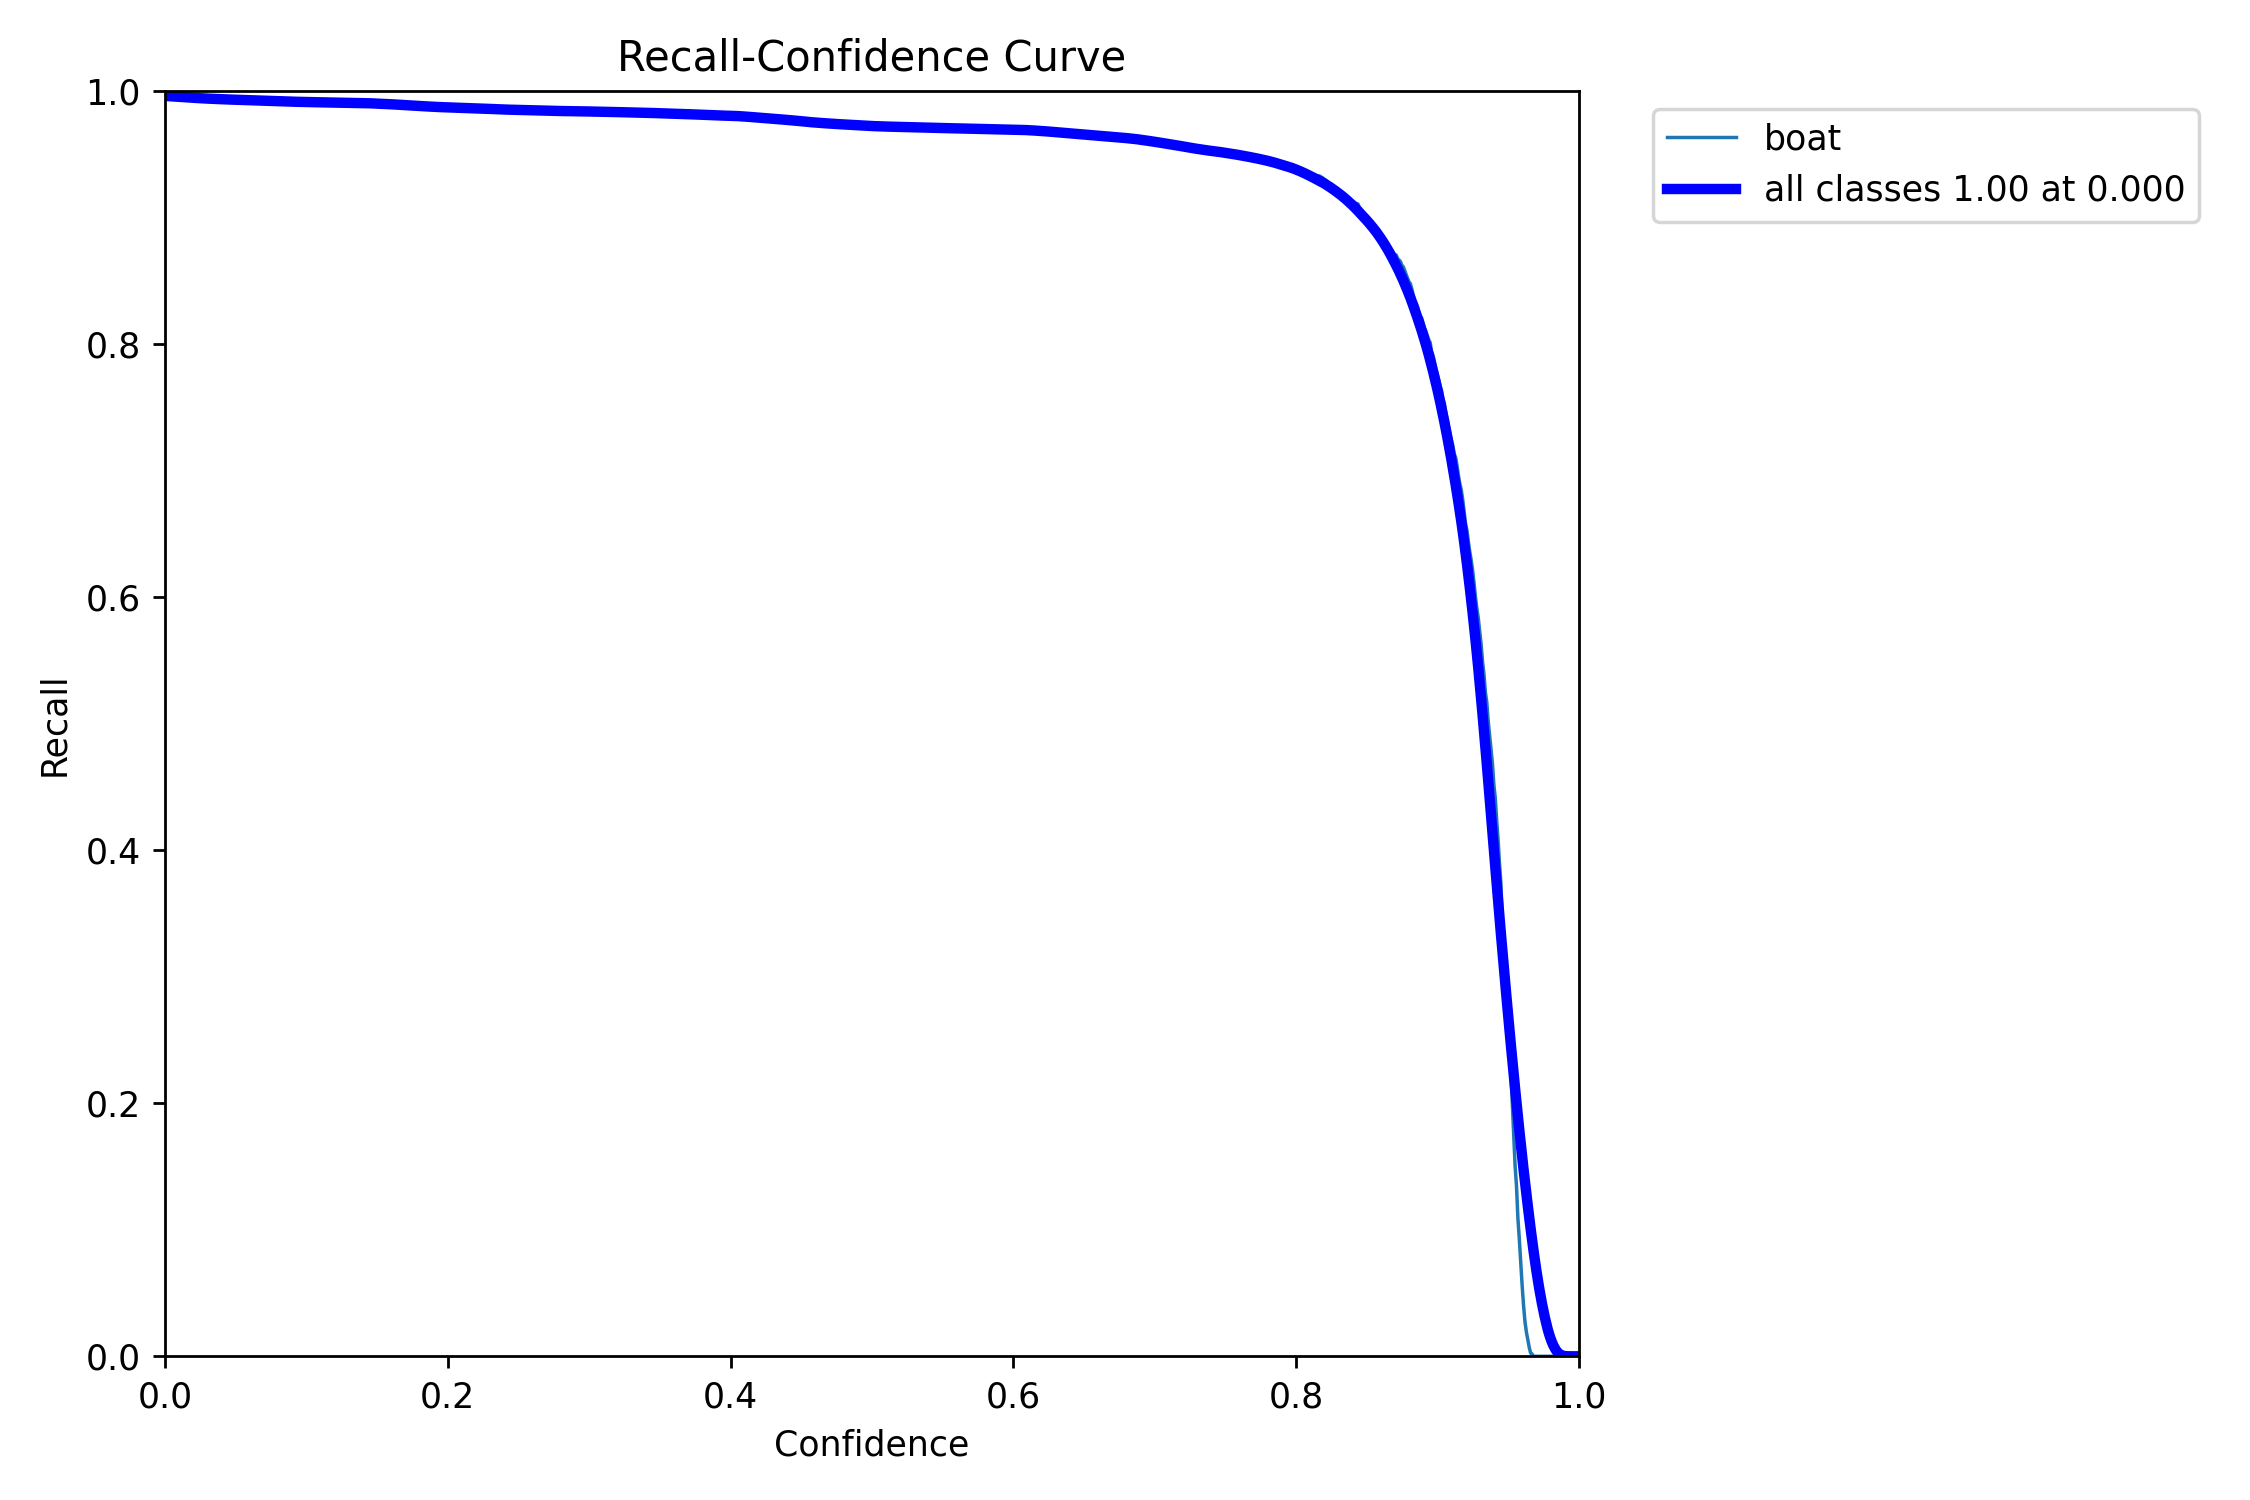 Recall-Confidence Curve
1.0
0.8
0.6
0.4
0.2
0.0
Recall
0.0 0.2 0.4 0.6 0.8 1.0
Confidence
boat
all classes 1.00 at 0.000